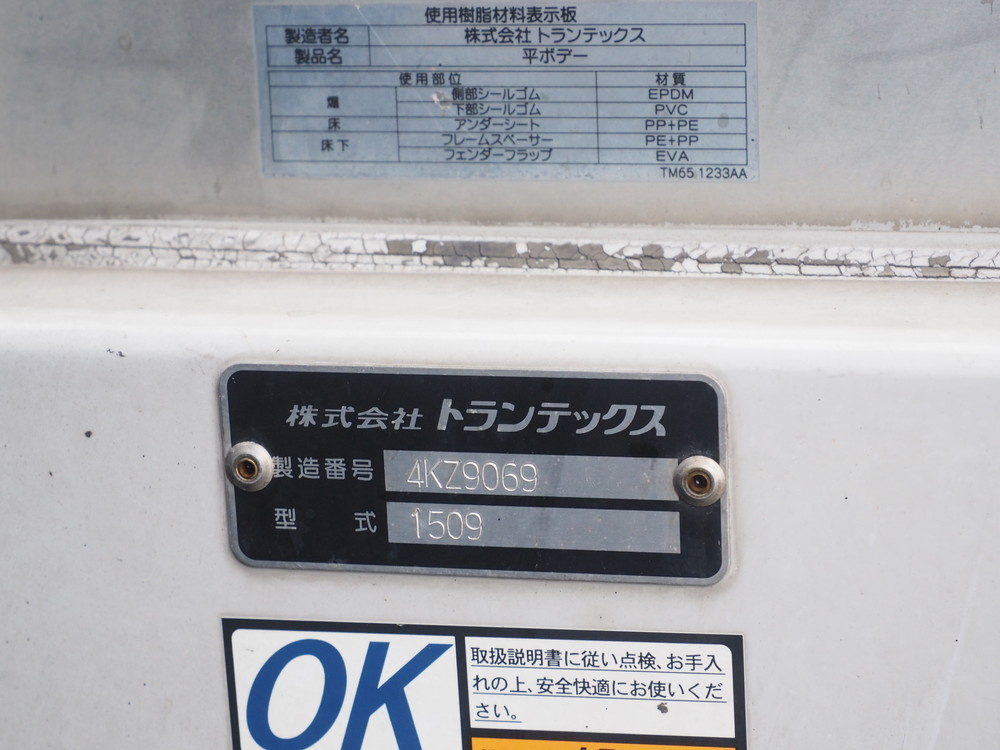 使用樹脂材料表示板
製造者名 株式会社 トランテックス
製品名 平ボデー
使用部位 材質
側部シールゴム EPDM
下部シールゴム PVC
床 アンダーシート PP+PE
床下 フレームスペーサー PE+PP
フェンダーフラップ EVA
TM65 1233AA
株式会社 トランテックス
製造番号 4KZ9069
型式 1509
OK
取扱説明書に従い点検、お手入
れの上、安全快適にお使いくだ
さい。